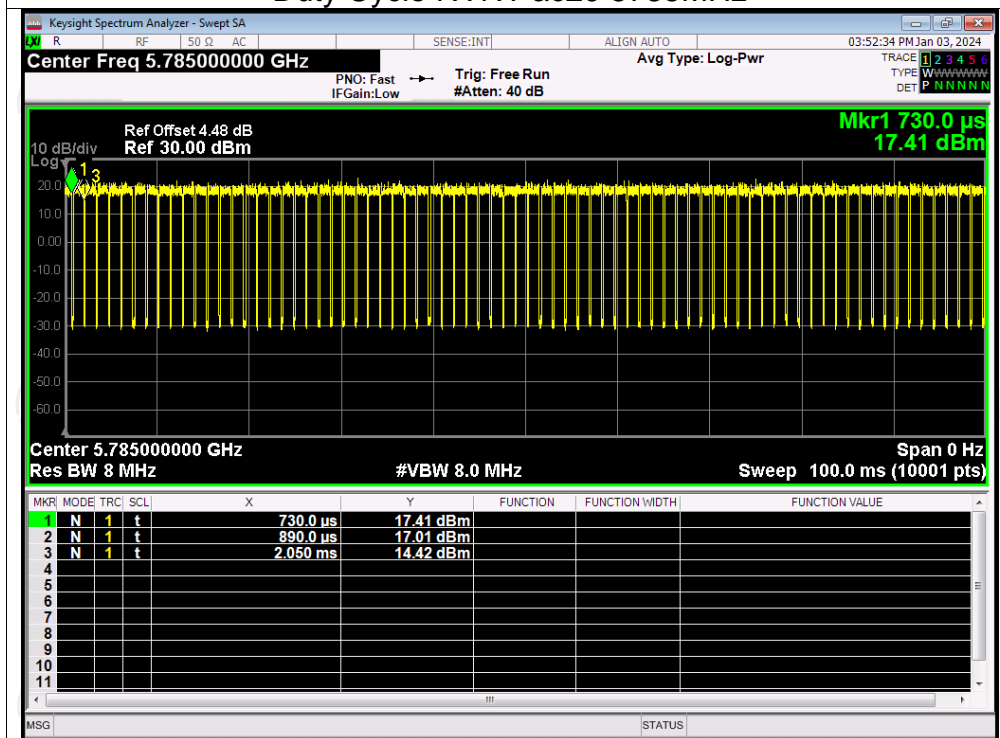 Keysight Spectrum Analyzer - Swept SA
LXI R RF 50 Ω AC SENSE:INT ALIGN AUTO 03:52:34 PM Jan 03, 2024
Center Freq 5.785000000 GHz Avg Type: Log-Pwr TRACE 1 2 3 4 5 6
PNO: Fast Trig: Free Run TYPE WWWWWW
IFGain:Low #Atten: 40 dB DET P N N N N N
Mkr1 730.0 µs
17.41 dBm
Ref Offset 4.48 dB
10 dB/div Ref 30.00 dBm
Log
1 3
20.0
10.0
0.00
-10.0
-20.0
-30.0
-40.0
-50.0
-60.0
Center 5.785000000 GHz Span 0 Hz
Res BW 8 MHz #VBW 8.0 MHz Sweep 100.0 ms (10001 pts)
MKR MODE TRC SCL X Y FUNCTION FUNCTION WIDTH FUNCTION VALUE
1 N 1 t 730.0 µs 17.41 dBm
2 N 1 t 890.0 µs 17.01 dBm
3 N 1 t 2.050 ms 14.42 dBm
4
5
6
7
8
9
10
11
MSG STATUS